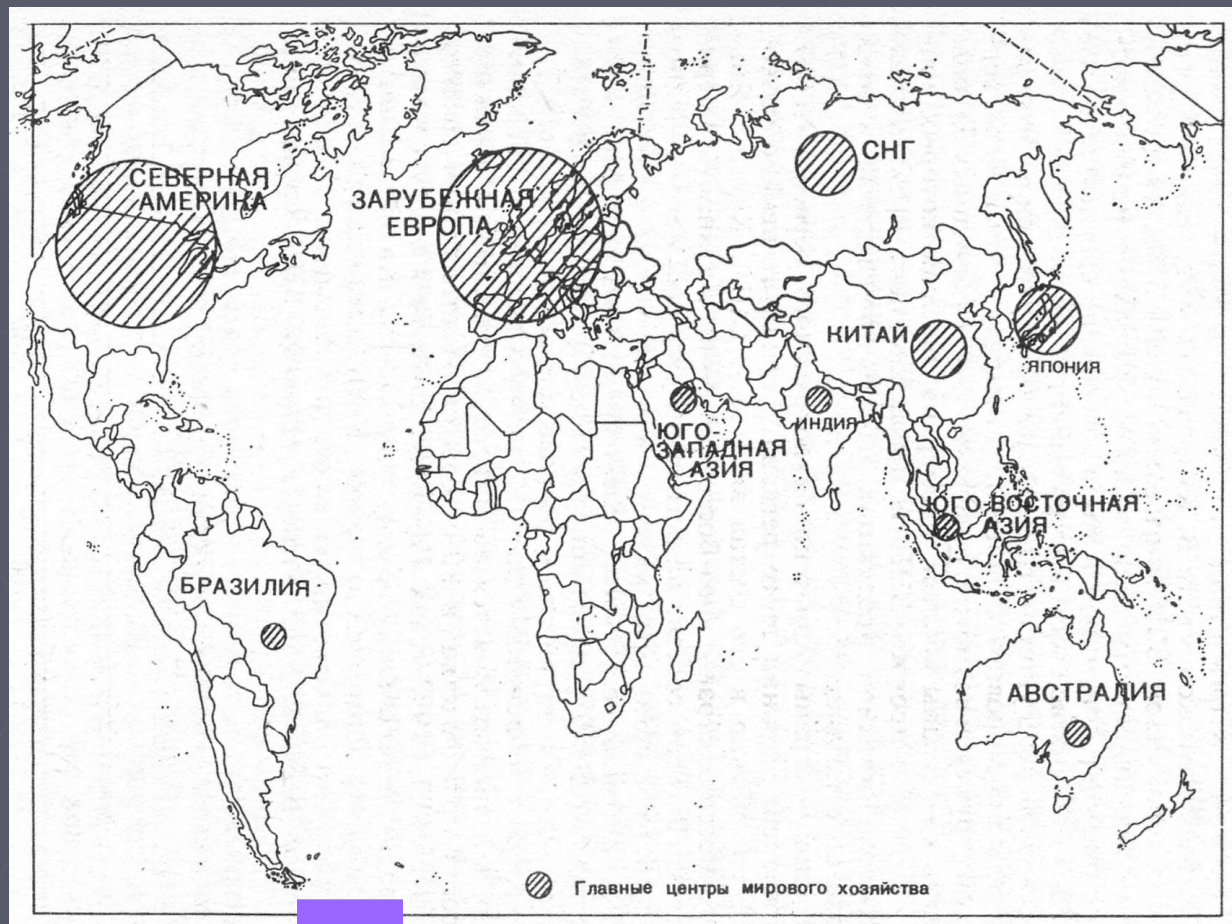 СЕВЕРНАЯ
АМЕРИКА
ЗАРУБЕЖНАЯ
ЕВРОПА
СНГ
КИТАЙ
ЯПОНИЯ
ИНДИЯ
ЮГО-
ЗАПАДНАЯ
АЗИЯ
ЮГО-ВОСТОЧНАЯ
АЗИЯ
БРАЗИЛИЯ
АВСТРАЛИЯ
Главные центры мирового хозяйства